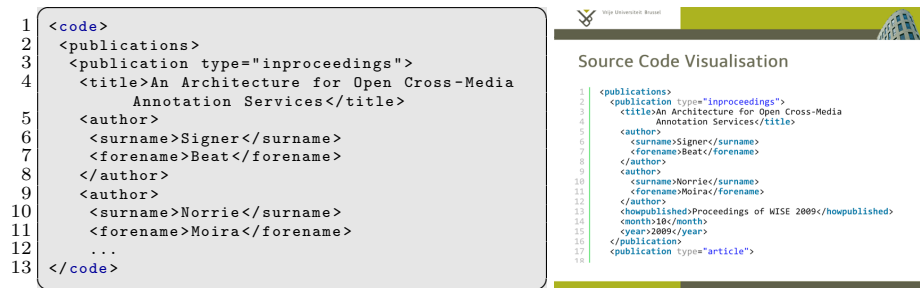 1 <code>
2 <publications>
3 <publication type="inproceedings">
4 <title>An Architecture for Open Cross-Media
Annotation Services</title>
5 <author>
6 <surname>Signer</surname>
7 <forename>Beat</forename>
8 </author>
9 <author>
10 <surname>Norrie</surname>
11 <forename>Moira</forename>
12 ...
13 </code>
Vrije Universiteit Brussel
Source Code Visualisation
1 <publications>
2 <publication type="inproceedings">
3 <title>An Architecture for Open Cross-Media
4 Annotation Services</title>
5 <author>
6 <surname>Signer</surname>
7 <forename>Beat</forename>
8 </author>
9 <author>
10 <surname>Norrie</surname>
11 <forename>Moira</forename>
12 </author>
13 <howpublished>Proceedings of WISE 2009</howpublished>
14 <month>10</month>
15 <year>2009</year>
16 </publication>
17 <publication type="article">
18